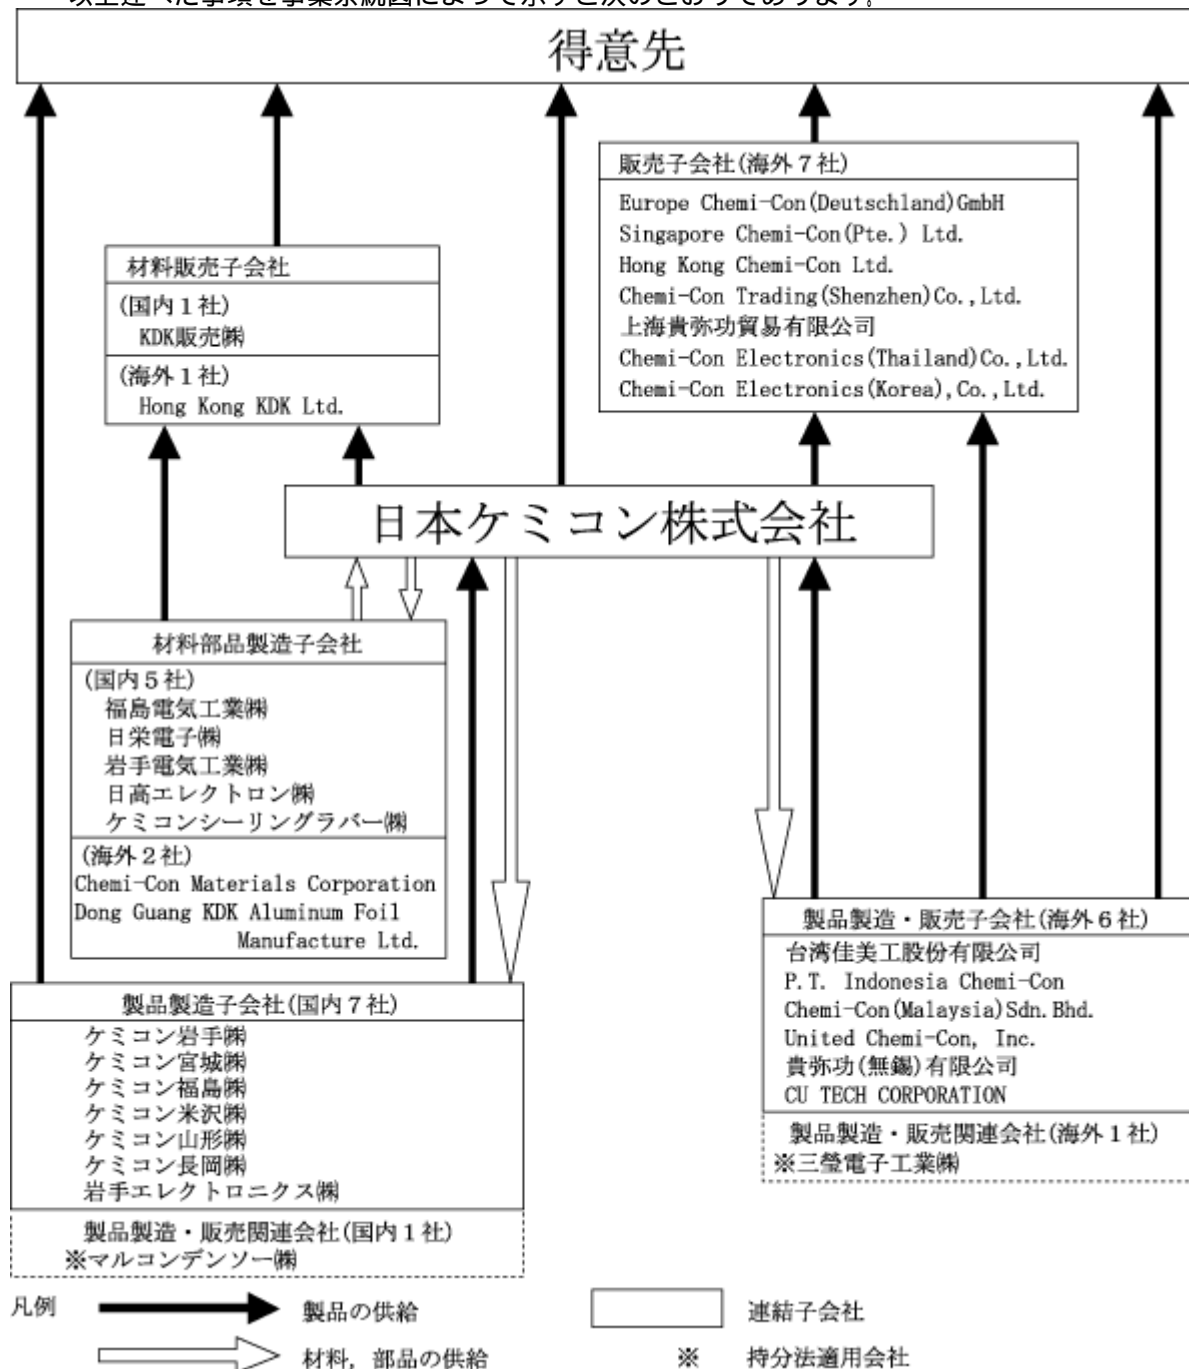 以上述べた事項を事業系統図によって示すと次のとおりであります。
得意先
販売子会社(海外７社)
Europe Chemi-Con(Deutschland)GmbH
Singapore Chemi-Con(Pte.) Ltd.
Hong Kong Chemi-Con Ltd.
Chemi-Con Trading(Shenzhen)Co.,Ltd.
上海貴弥功貿易有限公司
Chemi-Con Electronics(Thailand)Co.,Ltd.
Chemi-Con Electronics(Korea),Co.,Ltd.
材料販売子会社
(国内１社)
KDK販売㈱
(海外１社)
Hong Kong KDK Ltd.
日本ケミコン株式会社
材料部品製造子会社
(国内５社)
福島電気工業㈱
日栄電子㈱
岩手電気工業㈱
日高エレクトロン㈱
ケミコンシーリングラバー㈱
(海外２社)
Chemi-Con Materials Corporation
Dong Guang KDK Aluminum Foil
Manufacture Ltd.
製品製造子会社(国内７社)
ケミコン岩手㈱
ケミコン宮城㈱
ケミコン福島㈱
ケミコン米沢㈱
ケミコン山形㈱
ケミコン長岡㈱
岩手エレクトロニクス㈱
製品製造・販売関連会社(国内１社)
※マルコンデンソー㈱
製品製造・販売子会社(海外６社)
台湾佳美工股份有限公司
P.T. Indonesia Chemi-Con
Chemi-Con(Malaysia)Sdn.Bhd.
United Chemi-Con, Inc.
貴弥功(無錫)有限公司
CU TECH CORPORATION
製品製造・販売関連会社(海外１社)
※三瑩電子工業㈱
凡例
製品の供給
連結子会社
材料，部品の供給
※ 持分法適用会社